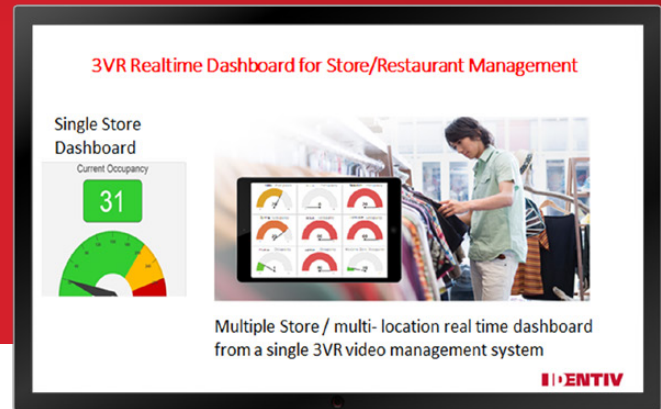 3VR Realtime Dashboard for Store/Restaurant Management
Single Store
Dashboard
Current Occupancy
31
Multiple Store / multi- location real time dashboard
from a single 3VR video management system
IDENTIV